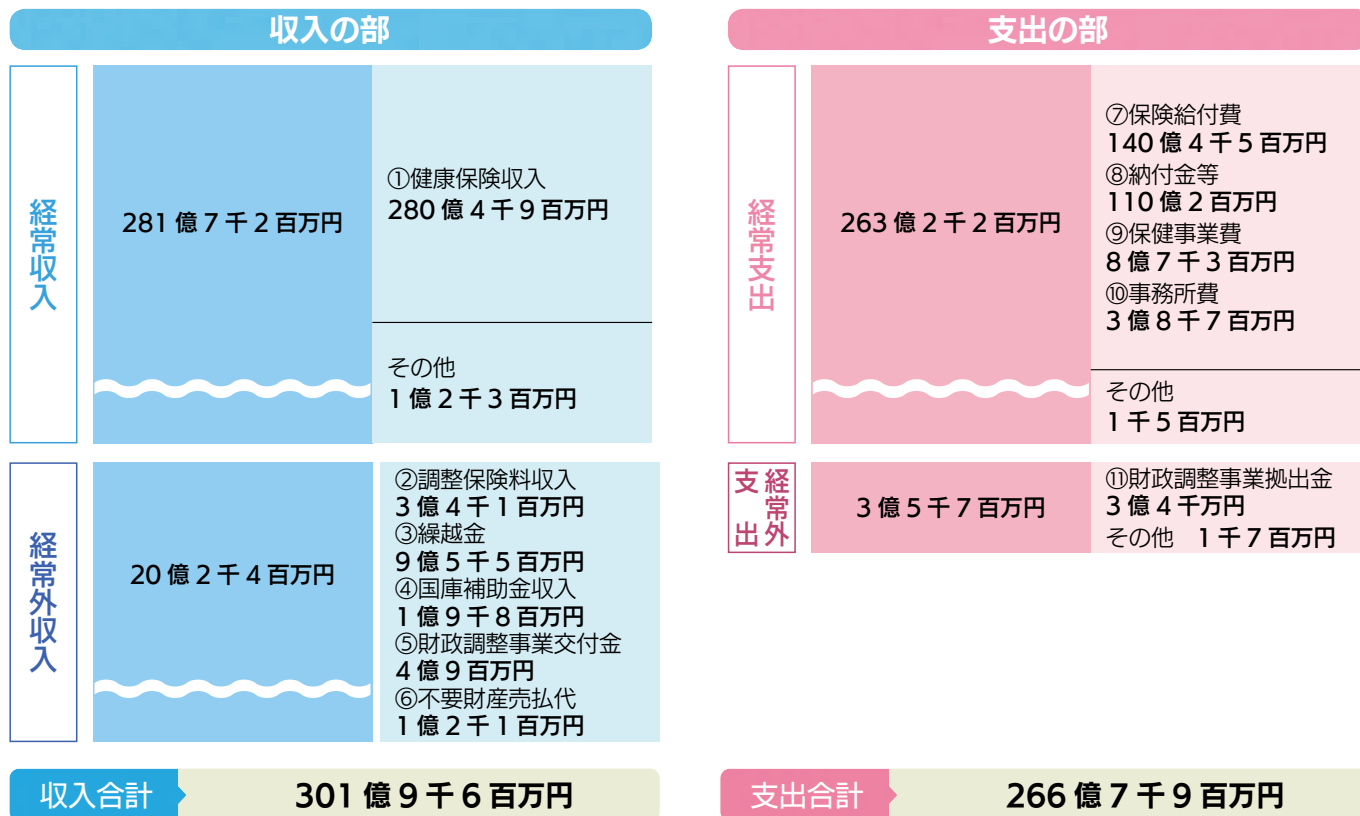 収入の部
経常収入
281億7千2百万円
①健康保険収入
280億4千9百万円
その他
1億2千3百万円
経常外収入
20億2千4百万円
②調整保険料収入
3億4千1百万円
③繰越金
9億5千5百万円
④国庫補助金収入
1億9千8百万円
⑤財政調整事業交付金
4億9百万円
⑥不要財産売払代
1億2千1百万円
収入合計
301億9千6百万円
支出の部
経常支出
263億2千2百万円
⑦保険給付費
140億4千5百万円
⑧納付金等
110億2百万円
⑨保健事業費
8億7千3百万円
⑩事務所費
3億8千7百万円
その他
1千5百万円
経常外
支出
3億5千7百万円
⑪財政調整事業拠出金
3億4千万円
その他 1千7百万円
支出合計
266億7千9百万円